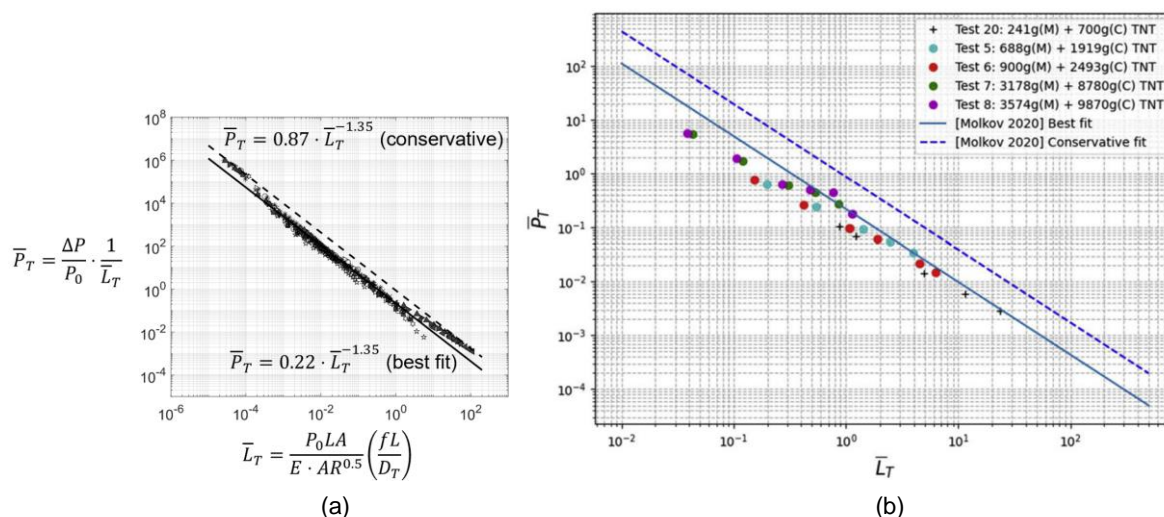 10^8
10^6
10^4
10^2
10^0
10^-2
10^-4
P̅_T = 0.87 · L̅_T^-1.35 (conservative)
P̅_T = ΔP/P_0 · 1/L̅_T
P̅_T = 0.22 · L̅_T^-1.35 (best fit)
10^-6 10^-4 10^-2 10^0 10^2
L̅_T = P_0LA/(E · AR^0.5) (fL/D_T)
(a)
Test 20: 241g(M) + 700g(C) TNT
Test 5: 688g(M) + 1919g(C) TNT
Test 6: 900g(M) + 2493g(C) TNT
Test 7: 3178g(M) + 8780g(C) TNT
Test 8: 3574g(M) + 9870g(C) TNT
[Molkov 2020] Best fit
[Molkov 2020] Conservative fit
10^2
10^1
10^0
10^-1
10^-2
10^-3
10^-4
P̅_T
10^-2 10^-1 10^0 10^1 10^2
L̅_T
(b)